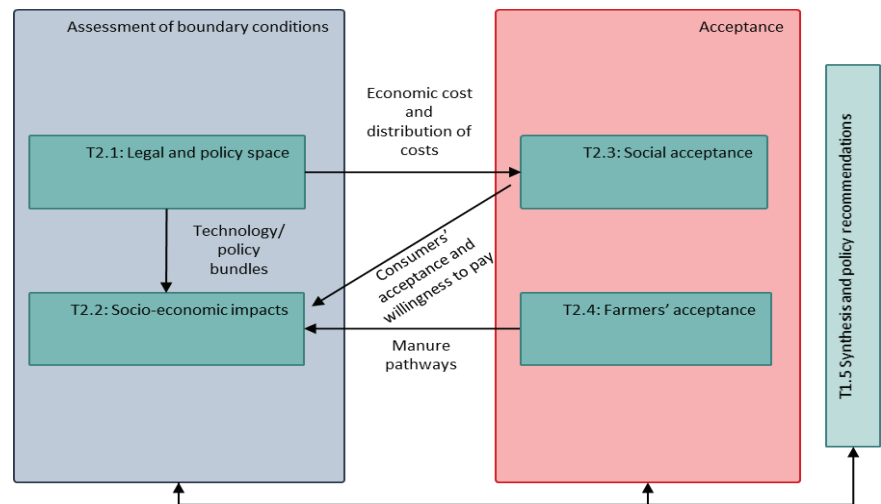 Assessment of boundary conditions
Acceptance
Economic cost
and
distribution of
costs
T2.1: Legal and policy space
T2.3: Social acceptance
Technology/
policy
bundles
Consumers’
acceptance and
willingness to pay
T2.2: Socio-economic impacts
T2.4: Farmers’ acceptance
Manure
pathways
T1.5 Synthesis and policy recommendations